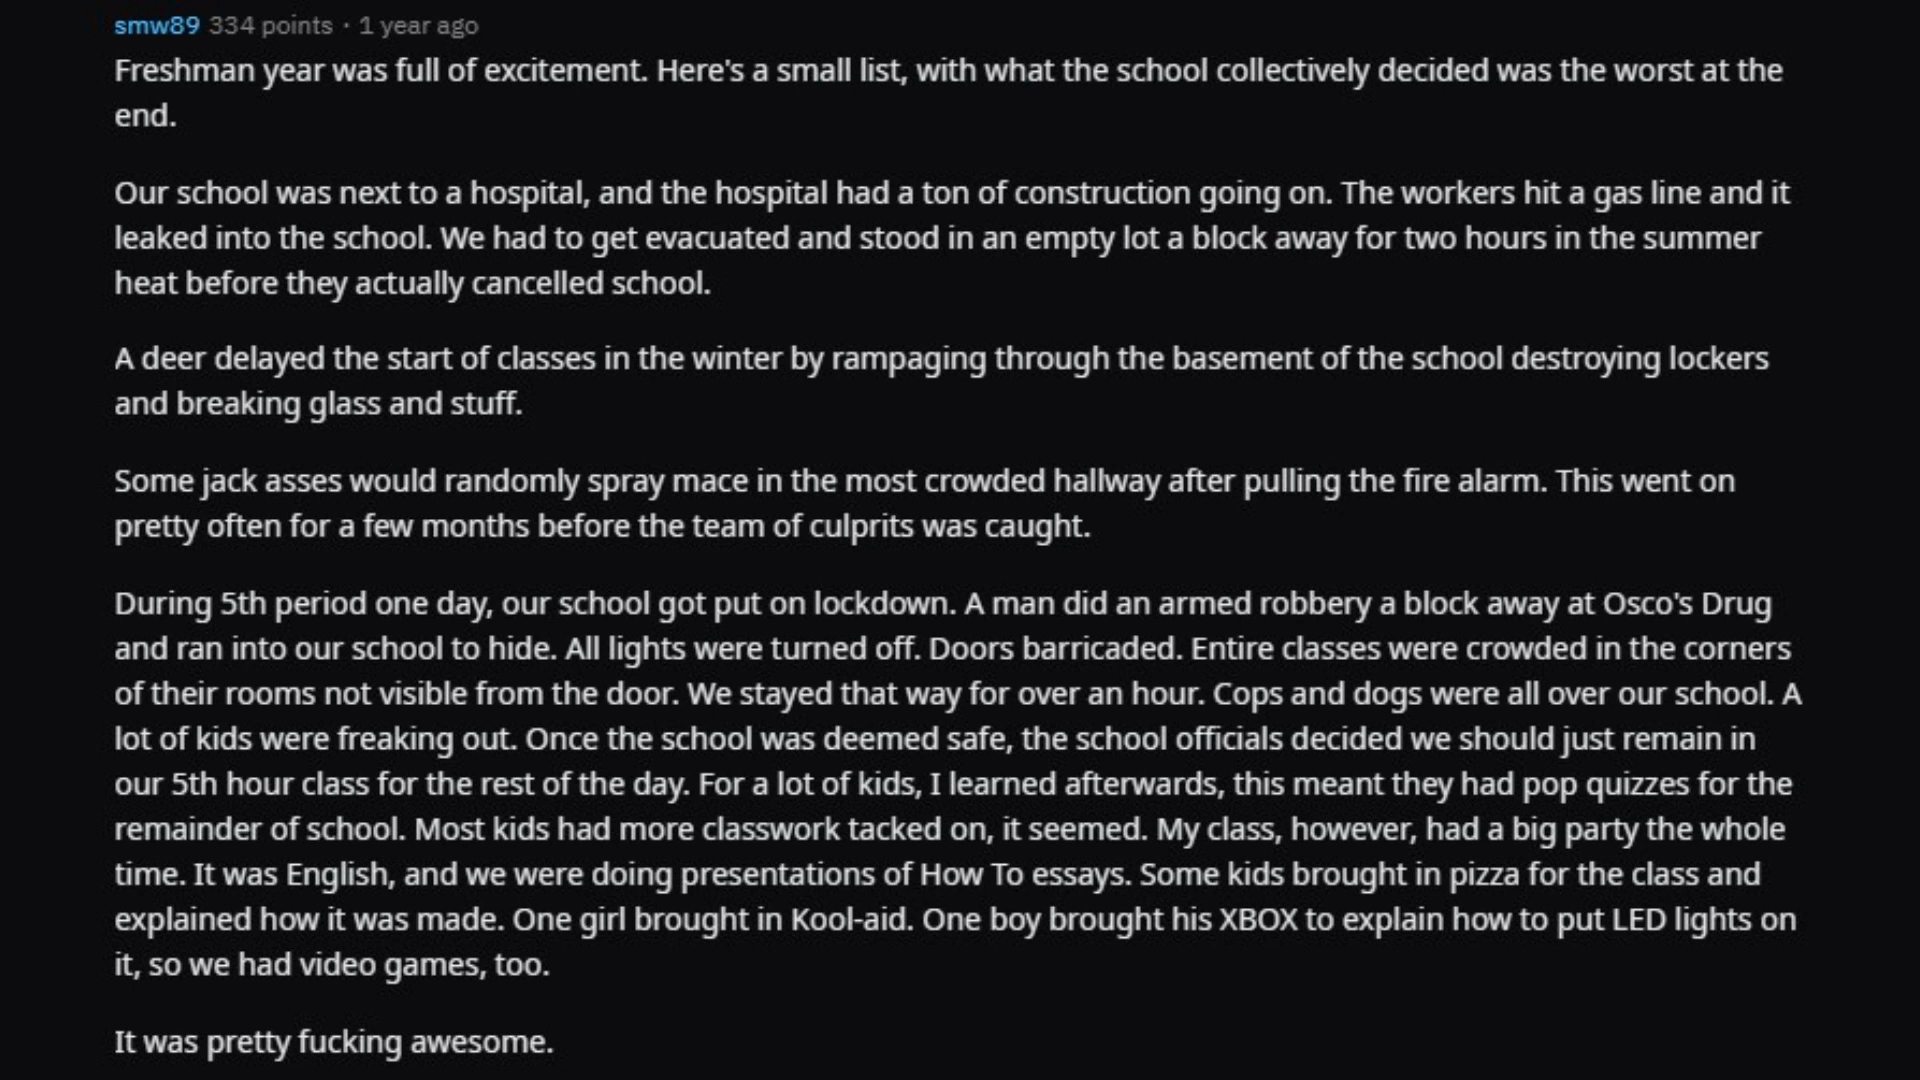 smw89 334 points · 1 year ago
Freshman year was full of excitement. Here's a small list, with what the school collectively decided was the worst at the
end.
Our school was next to a hospital, and the hospital had a ton of construction going on. The workers hit a gas line and it
leaked into the school. We had to get evacuated and stood in an empty lot a block away for two hours in the summer
heat before they actually cancelled school.
A deer delayed the start of classes in the winter by rampaging through the basement of the school destroying lockers
and breaking glass and stuff.
Some jack asses would randomly spray mace in the most crowded hallway after pulling the fire alarm. This went on
pretty often for a few months before the team of culprits was caught.
During 5th period one day, our school got put on lockdown. A man did an armed robbery a block away at Osco's Drug
and ran into our school to hide. All lights were turned off. Doors barricaded. Entire classes were crowded in the corners
of their rooms not visible from the door. We stayed that way for over an hour. Cops and dogs were all over our school. A
lot of kids were freaking out. Once the school was deemed safe, the school officials decided we should just remain in
our 5th hour class for the rest of the day. For a lot of kids, I learned afterwards, this meant they had pop quizzes for the
remainder of school. Most kids had more classwork tacked on, it seemed. My class, however, had a big party the whole
time. It was English, and we were doing presentations of How To essays. Some kids brought in pizza for the class and
explained how it was made. One girl brought in Kool-aid. One boy brought his XBOX to explain how to put LED lights on
it, so we had video games, too.
It was pretty fucking awesome.